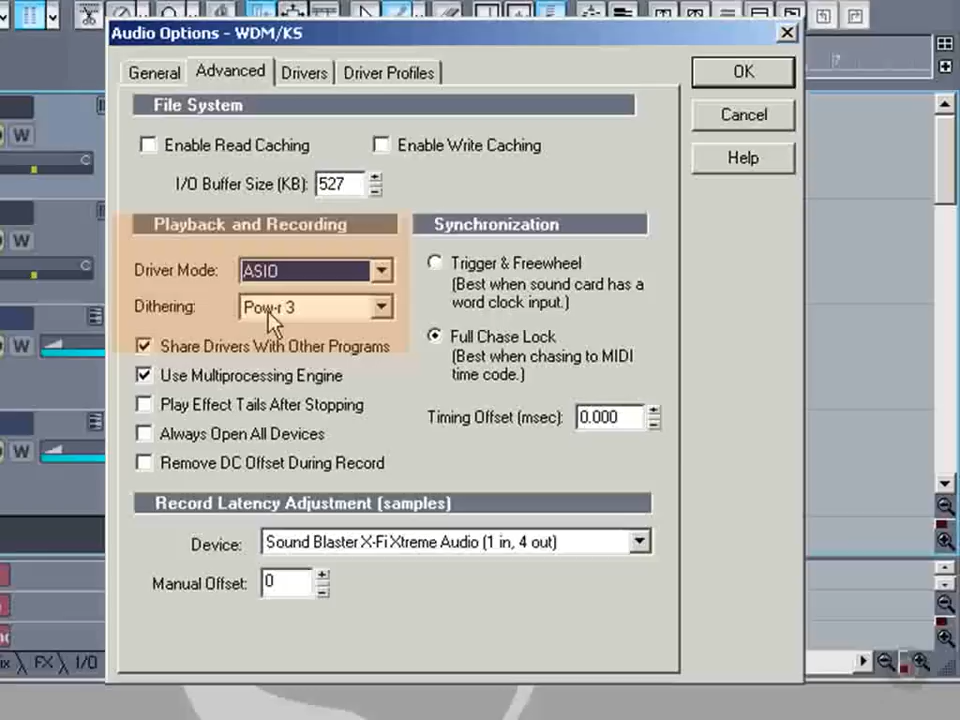 Audio Options - WDM/KS
General Advanced Drivers Driver Profiles
OK
Cancel
Help
File System
Enable Read Caching Enable Write Caching
I/O Buffer Size (KB): 527
Playback and Recording
Driver Mode: ASIO
Dithering: Pow-r 3
Share Drivers With Other Programs
Use Multiprocessing Engine
Play Effect Tails After Stopping
Always Open All Devices
Remove DC Offset During Record
Synchronization
Trigger & Freewheel
(Best when sound card has a
word clock input.)
Full Chase Lock
(Best when chasing to MIDI
time code.)
Timing Offset (msec): 0.000
Record Latency Adjustment (samples)
Device: Sound Blaster X-Fi Xtreme Audio (1 in, 4 out)
Manual Offset: 0
W
W
W
W
FX I/O